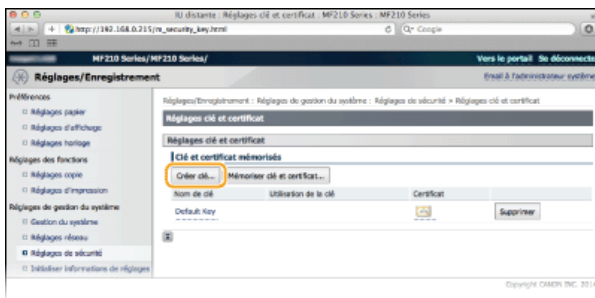 IU distante : Réglages clé et certificat : MF210 Series : MF210 Series
http://192.168.0.215/m_security_key.html
Google
MF210 Series/MF210 Series/
Vers le portail Se déconnecter
Réglages/Enregistrement
Email à l'administrateur système
Préférences
Réglages papier
Réglages d'affichage
Réglages horloge
Réglages des fonctions
Réglages copie
Réglages d'impression
Réglages de gestion du système
Gestion du système
Réglages réseau
Réglages de sécurité
Initialiser informations de réglages
Réglages/Enregistrement : Réglages de gestion du système : Réglages de sécurité > Réglages clé et certificat
Réglages clé et certificat
Réglages clé et certificat
Clé et certificat mémorisés
Créer clé... Mémoriser clé et certificat...
Nom de clé Utilisation de la clé Certificat
Default Key Supprimer
Copyright CANON INC. 2014